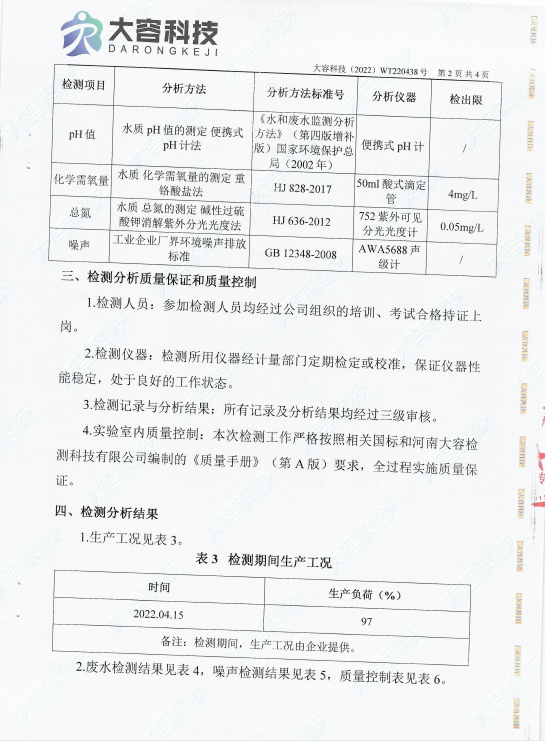 大容科技
DARONGKEJI
大容科技（2022）WT220438号 第 2 页 共 4 页
检测项目 分析方法 分析方法标准号 分析仪器 检出限
pH 值 水质 pH 值的测定 便携式 pH 计法 《水和废水监测分析方法》（第四版增补版）国家环境保护总局（2002 年） 便携式 pH 计 /
化学需氧量 水质 化学需氧量的测定 重铬酸盐法 HJ 828-2017 50ml 酸式滴定管 4mg/L
总氮 水质 总氮的测定 碱性过硫酸钾消解紫外分光光度法 HJ 636-2012 752 紫外可见分光光度计 0.05mg/L
噪声 工业企业厂界环境噪声排放标准 GB 12348-2008 AWA5688 声级计 /
三、检测分析质量保证和质量控制
1.检测人员：参加检测人员均经过公司组织的培训、考试合格持证上
岗。
2.检测仪器：检测所用仪器经计量部门定期检定或校准，保证仪器性
能稳定，处于良好的工作状态。
3.检测记录与分析结果：所有记录及分析结果均经过三级审核。
4.实验室内质量控制：本次检测工作严格按照相关国标和河南大容检
测科技有限公司编制的《质量手册》（第 A 版）要求，全过程实施质量保
证。
四、检测分析结果
1.生产工况见表 3。
表 3 检测期间生产工况
时间 生产负荷（%）
2022.04.15 97
备注：检测期间，生产工况由企业提供。
2.废水检测结果见表 4，噪声检测结果见表 5，质量控制表见表 6。